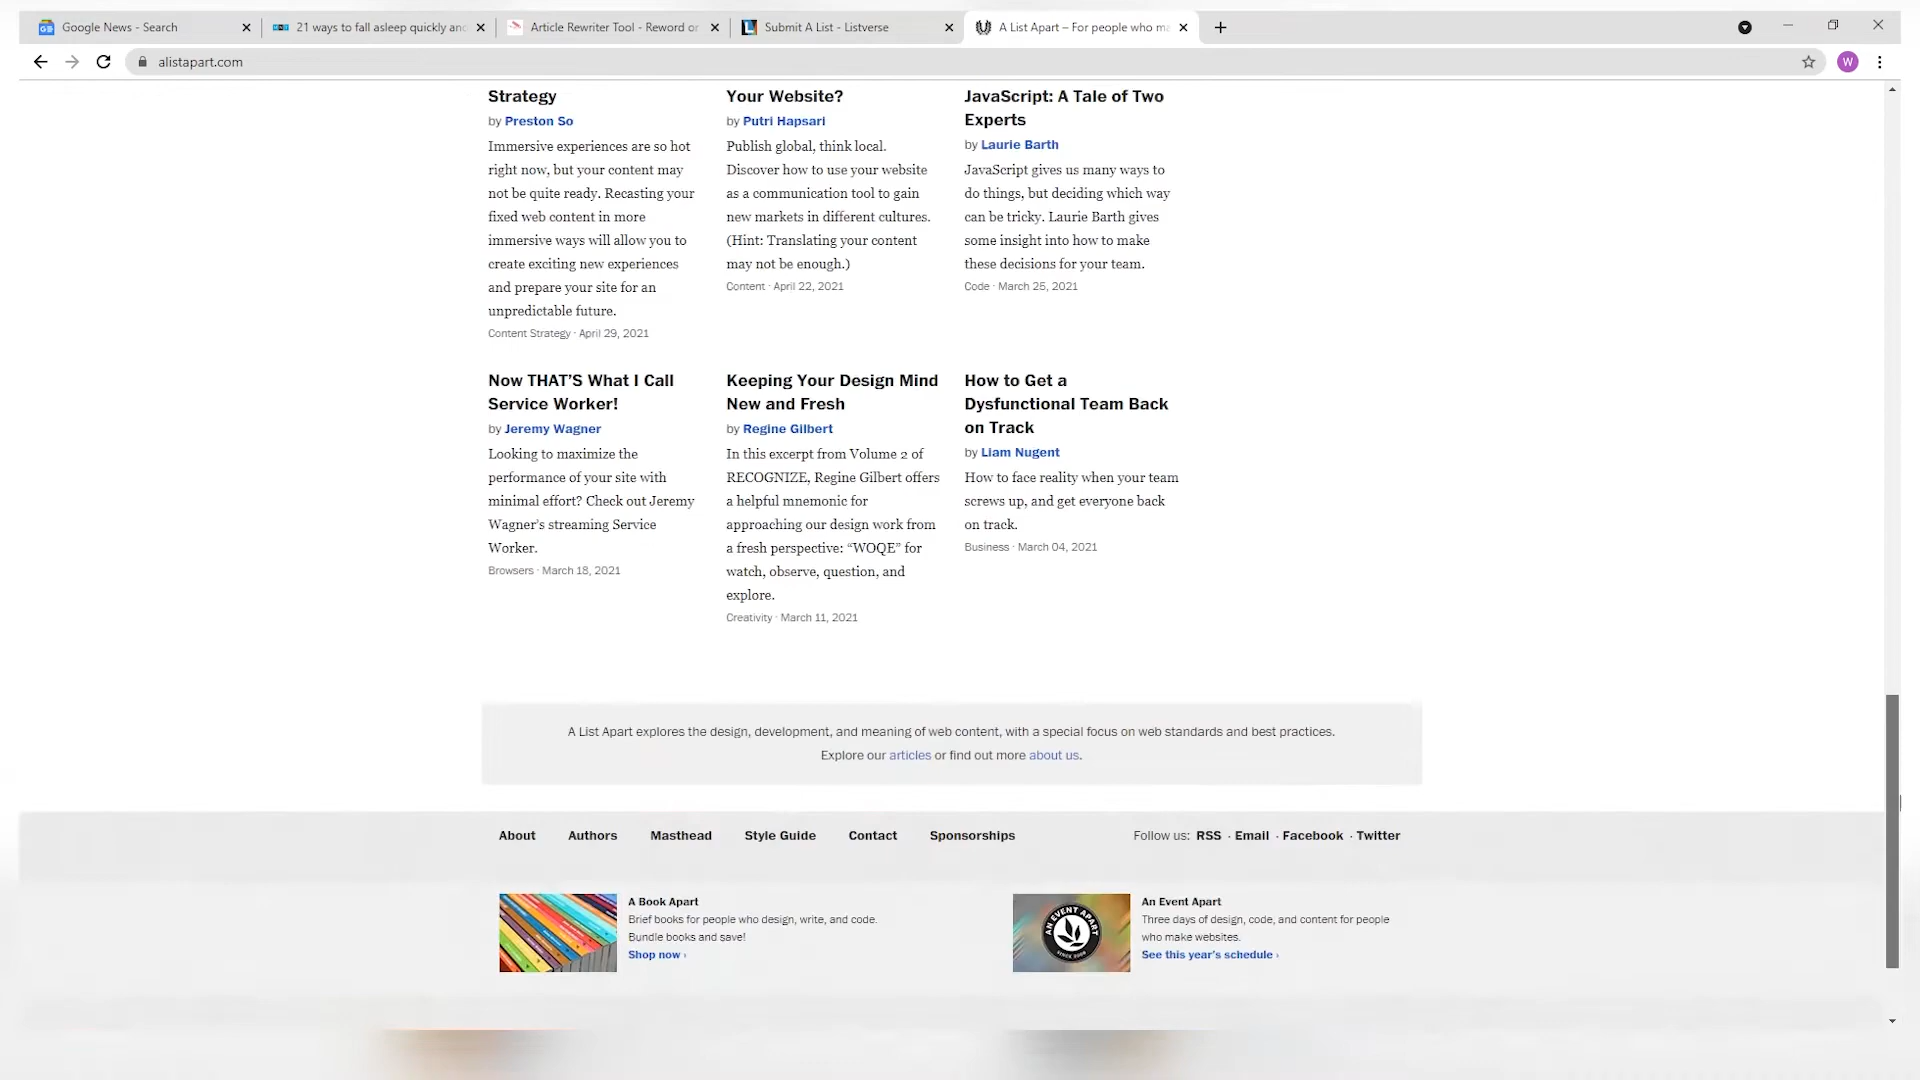 Google News - Search
21 ways to fall asleep quickly and
Article Rewriter Tool - Reword or
Submit A List - Listverse
A List Apart – For people who ma
alistapart.com
W
Strategy
by Preston So
Immersive experiences are so hot
right now, but your content may
not be quite ready. Recasting your
fixed web content in more
immersive ways will allow you to
create exciting new experiences
and prepare your site for an
unpredictable future.
Content Strategy · April 29, 2021
Your Website?
by Putri Hapsari
Publish global, think local.
Discover how to use your website
as a communication tool to gain
new markets in different cultures.
(Hint: Translating your content
may not be enough.)
Content · April 22, 2021
JavaScript: A Tale of Two
Experts
by Laurie Barth
JavaScript gives us many ways to
do things, but deciding which way
can be tricky. Laurie Barth gives
some insight into how to make
these decisions for your team.
Code · March 25, 2021
Now THAT’S What I Call
Service Worker!
by Jeremy Wagner
Looking to maximize the
performance of your site with
minimal effort? Check out Jeremy
Wagner’s streaming Service
Worker.
Browsers · March 18, 2021
Keeping Your Design Mind
New and Fresh
by Regine Gilbert
In this excerpt from Volume 2 of
RECOGNIZE, Regine Gilbert offers
a helpful mnemonic for
approaching our design work from
a fresh perspective: “WOQE” for
watch, observe, question, and
explore.
Creativity · March 11, 2021
How to Get a
Dysfunctional Team Back
on Track
by Liam Nugent
How to face reality when your team
screws up, and get everyone back
on track.
Business · March 04, 2021
A List Apart explores the design, development, and meaning of web content, with a special focus on web standards and best practices.
Explore our articles or find out more about us.
About Authors Masthead Style Guide Contact Sponsorships
Follow us: RSS · Email · Facebook · Twitter
A Book Apart
Brief books for people who design, write, and code.
Bundle books and save!
Shop now ›
AN EVENT APART
An Event Apart
Three days of design, code, and content for people
who make websites.
See this year’s schedule ›